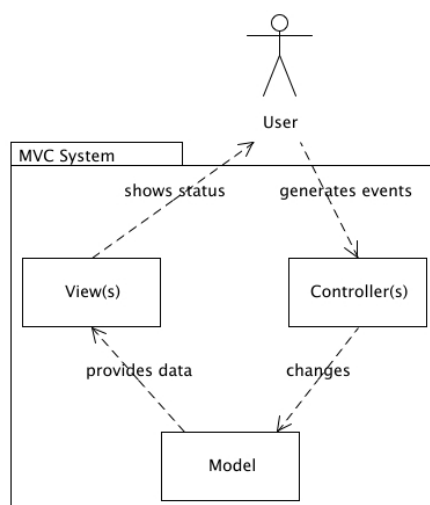 User
MVC System
shows status
generates events
View(s)
Controller(s)
provides data
changes
Model